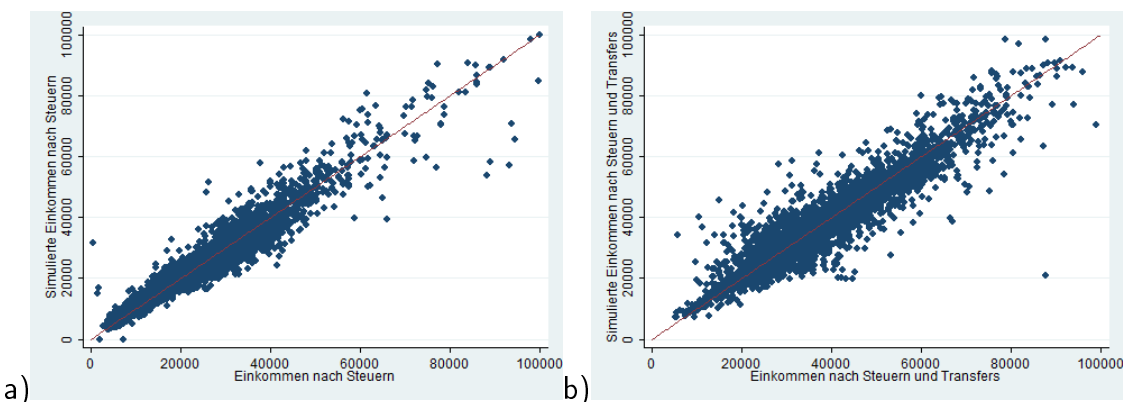 Simulierte Einkommen nach Steuern
100000
80000
60000
40000
20000
0
0 20000 40000 60000 80000 100000
Einkommen nach Steuern
a)
Simulierte Einkommen nach Steuern und Transfers
100000
80000
60000
40000
20000
0
0 20000 40000 60000 80000 100000
Einkommen nach Steuern und Transfers
b)